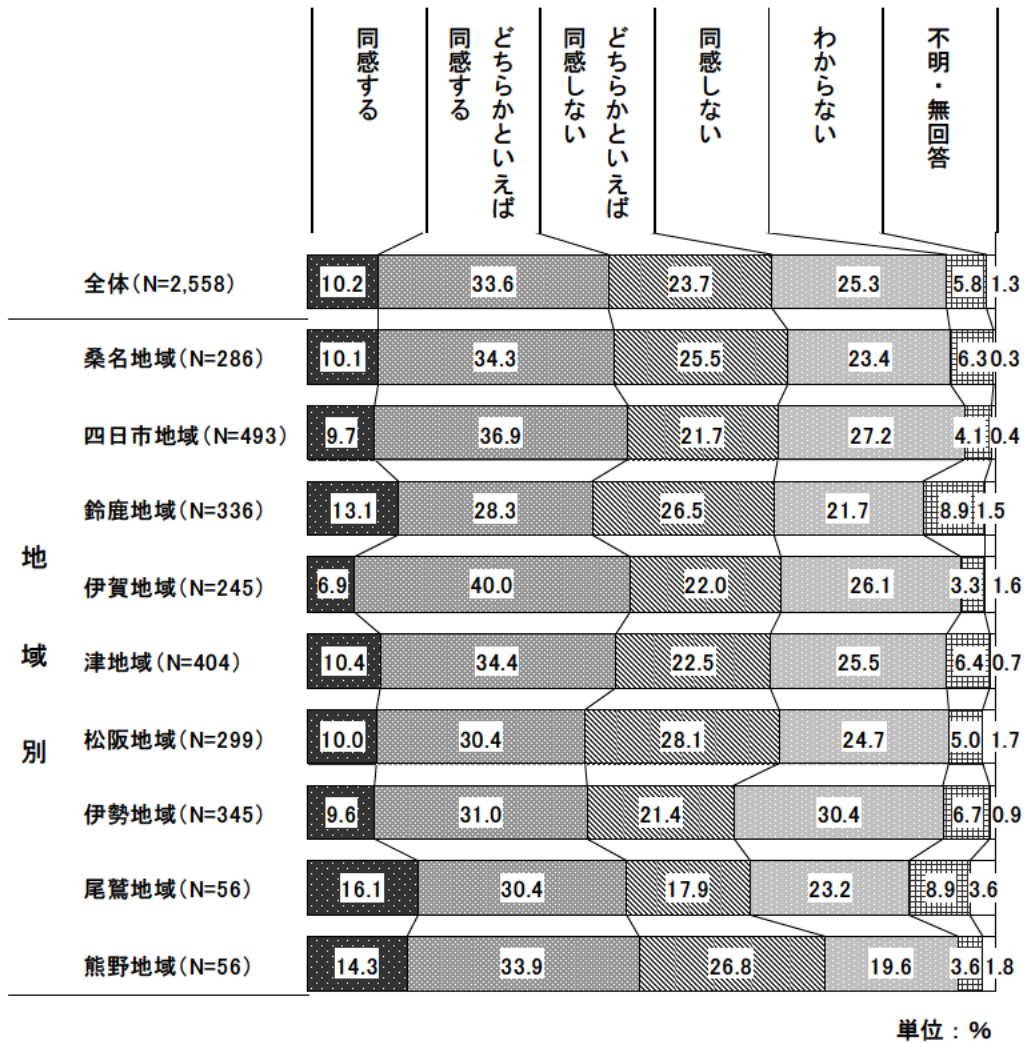 同感する
どちらかといえば
同感する
どちらかといえば
同感しない
同感しない
わからない
不明・無回答
全体(N=2,558) 10.2 33.6 23.7 25.3 5.8 1.3
地域別
桑名地域(N=286) 10.1 34.3 25.5 23.4 6.3 0.3
四日市地域(N=493) 9.7 36.9 21.7 27.2 4.1 0.4
鈴鹿地域(N=336) 13.1 28.3 26.5 21.7 8.9 1.5
伊賀地域(N=245) 6.9 40.0 22.0 26.1 3.3 1.6
津地域(N=404) 10.4 34.4 22.5 25.5 6.4 0.7
松阪地域(N=299) 10.0 30.4 28.1 24.7 5.0 1.7
伊勢地域(N=345) 9.6 31.0 21.4 30.4 6.7 0.9
尾鷲地域(N=56) 16.1 30.4 17.9 23.2 8.9 3.6
熊野地域(N=56) 14.3 33.9 26.8 19.6 3.6 1.8
単位：%